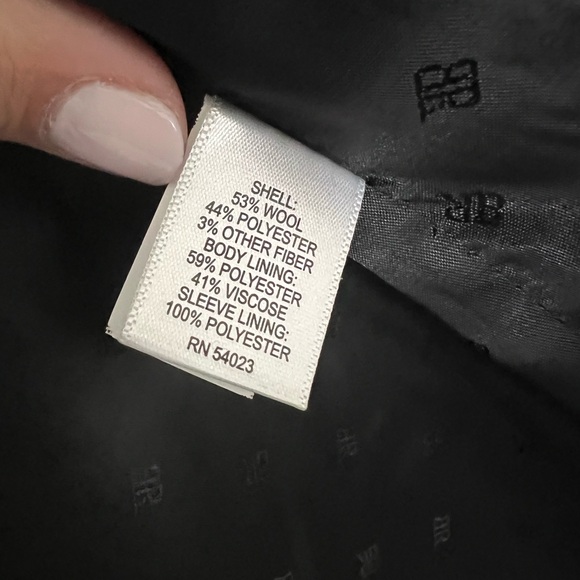 SHELL:
53% WOOL
44% POLYESTER
3% OTHER FIBER
BODY LINING:
59% POLYESTER
41% VISCOSE
SLEEVE LINING:
100% POLYESTER
RN 54023